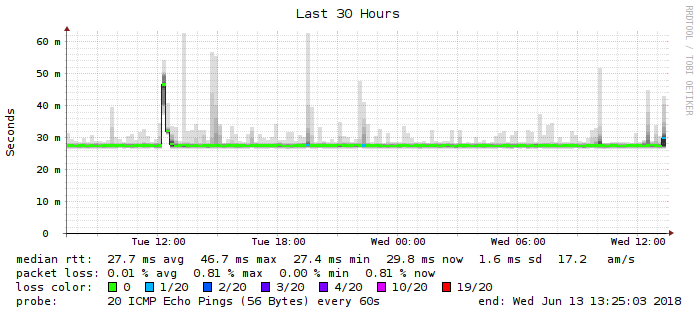 Last 30 Hours
RRDTOOL / TOBI OETIKER
Seconds
60 m
50 m
40 m
30 m
20 m
10 m
0
Tue 12:00 Tue 18:00 Wed 00:00 Wed 06:00 Wed 12:00
median rtt: 27.7 ms avg 46.7 ms max 27.4 ms min 29.8 ms now 1.6 ms sd 17.2 am/s
packet loss: 0.01 % avg 0.81 % max 0.00 % min 0.81 % now
loss color: 0 1/20 2/20 3/20 4/20 10/20 19/20
probe: 20 ICMP Echo Pings (56 Bytes) every 60s end: Wed Jun 13 13:25:03 2018